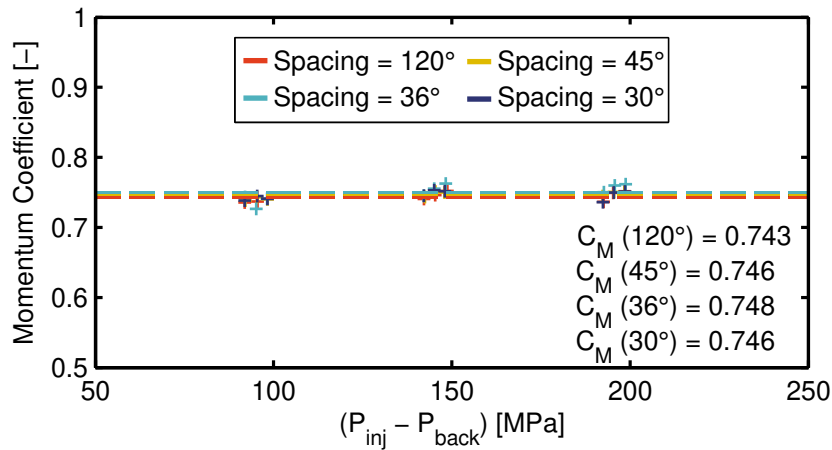 1
0.9
0.8
0.7
0.6
0.5
Momentum Coefficient [−]
Spacing = 120° Spacing = 45°
Spacing = 36° Spacing = 30°
C_M (120°) = 0.743
C_M (45°) = 0.746
C_M (36°) = 0.748
C_M (30°) = 0.746
50 100 150 200 250
(P_inj − P_back) [MPa]